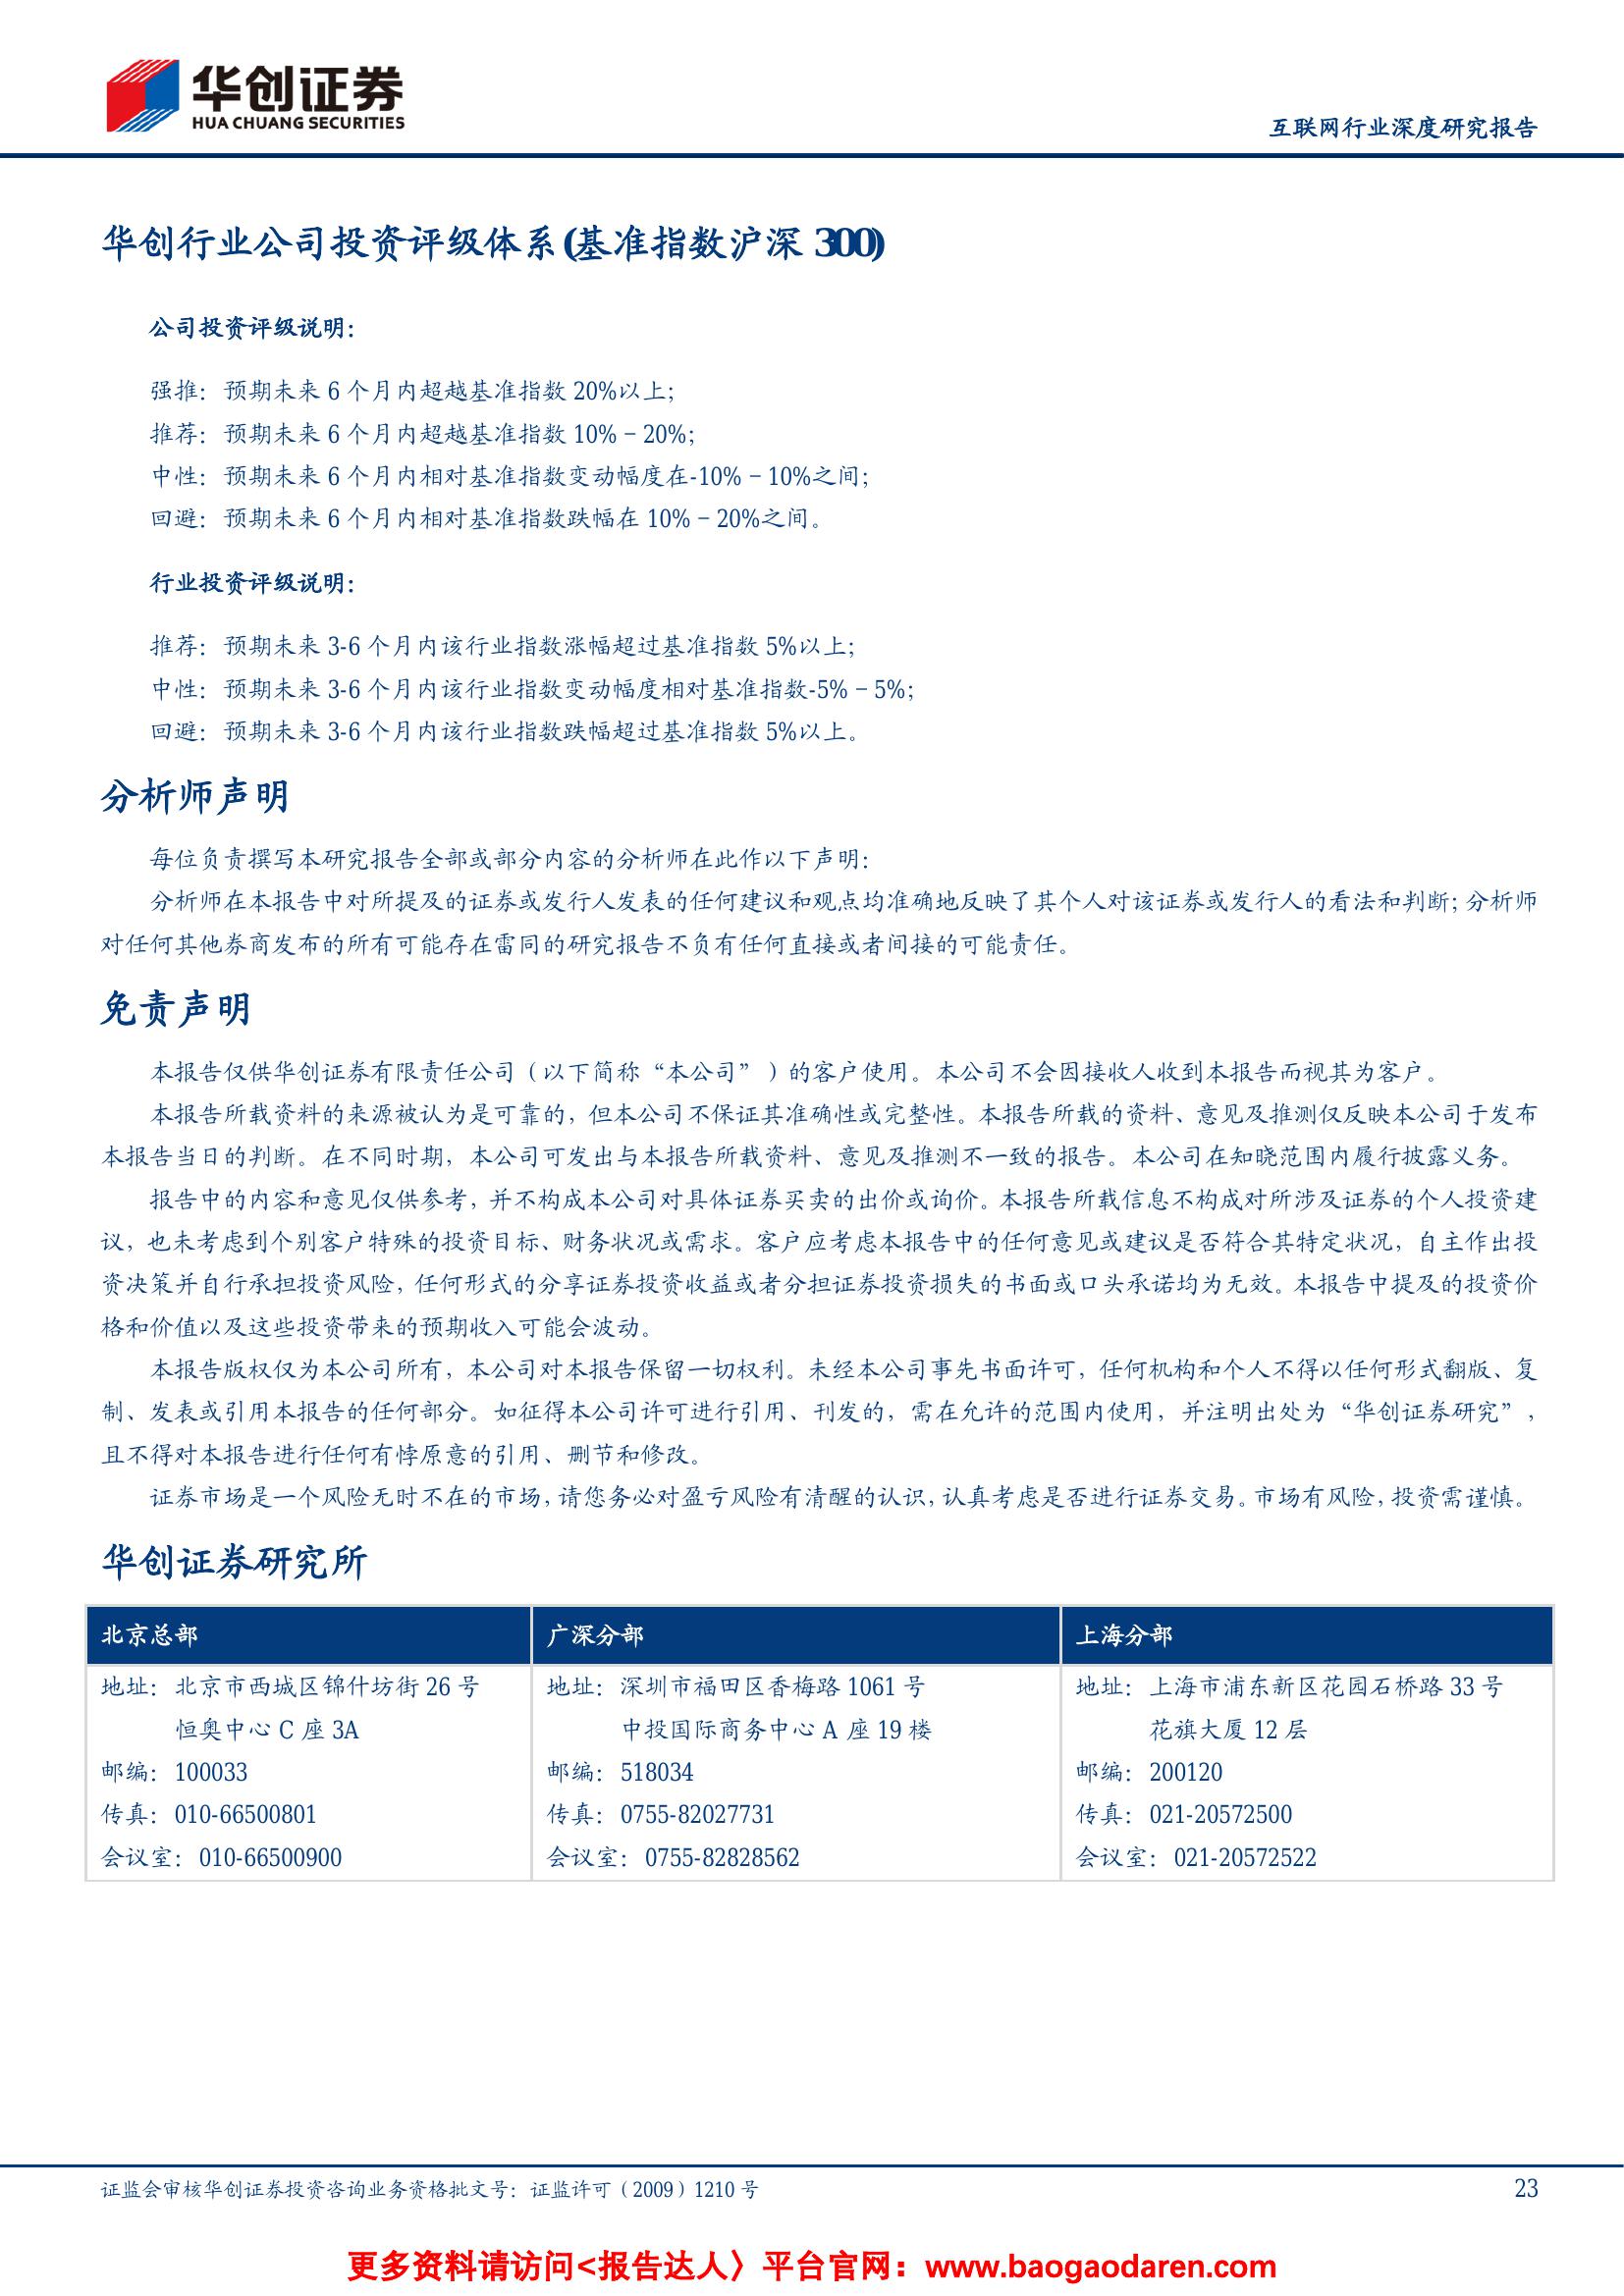 华创证券
HUA CHUANG SECURITIES
互联网行业深度研究报告
华创行业公司投资评级体系(基准指数沪深 300)
公司投资评级说明：
强推：预期未来 6 个月内超越基准指数 20%以上；
推荐：预期未来 6 个月内超越基准指数 10%－20%；
中性：预期未来 6 个月内相对基准指数变动幅度在-10%－10%之间；
回避：预期未来 6 个月内相对基准指数跌幅在 10%－20%之间。
行业投资评级说明：
推荐：预期未来 3-6 个月内该行业指数涨幅超过基准指数 5%以上；
中性：预期未来 3-6 个月内该行业指数变动幅度相对基准指数-5%－5%；
回避：预期未来 3-6 个月内该行业指数跌幅超过基准指数 5%以上。
分析师声明
每位负责撰写本研究报告全部或部分内容的分析师在此作以下声明：
分析师在本报告中对所提及的证券或发行人发表的任何建议和观点均准确地反映了其个人对该证券或发行人的看法和判断；分析师
对任何其他券商发布的所有可能存在雷同的研究报告不负有任何直接或者间接的可能责任。
免责声明
本报告仅供华创证券有限责任公司（以下简称“本公司”）的客户使用。本公司不会因接收人收到本报告而视其为客户。
本报告所载资料的来源被认为是可靠的，但本公司不保证其准确性或完整性。本报告所载的资料、意见及推测仅反映本公司于发布
本报告当日的判断。在不同时期，本公司可发出与本报告所载资料、意见及推测不一致的报告。本公司在知晓范围内履行披露义务。
报告中的内容和意见仅供参考，并不构成本公司对具体证券买卖的出价或询价。本报告所载信息不构成对所涉及证券的个人投资建
议，也未考虑到个别客户特殊的投资目标、财务状况或需求。客户应考虑本报告中的任何意见或建议是否符合其特定状况，自主作出投
资决策并自行承担投资风险，任何形式的分享证券投资收益或者分担证券投资损失的书面或口头承诺均为无效。本报告中提及的投资价
格和价值以及这些投资带来的预期收入可能会波动。
本报告版权仅为本公司所有，本公司对本报告保留一切权利。未经本公司事先书面许可，任何机构和个人不得以任何形式翻版、复
制、发表或引用本报告的任何部分。如征得本公司许可进行引用、刊发的，需在允许的范围内使用，并注明出处为“华创证券研究”，
且不得对本报告进行任何有悖原意的引用、删节和修改。
证券市场是一个风险无时不在的市场，请您务必对盈亏风险有清醒的认识，认真考虑是否进行证券交易。市场有风险，投资需谨慎。
华创证券研究所
北京总部
地址：北京市西城区锦什坊街 26 号
恒奥中心 C 座 3A
邮编：100033
传真：010-66500801
会议室：010-66500900
广深分部
地址：深圳市福田区香梅路 1061 号
中投国际商务中心 A 座 19 楼
邮编：518034
传真：0755-82027731
会议室：0755-82828562
上海分部
地址：上海市浦东新区花园石桥路 33 号
花旗大厦 12 层
邮编：200120
传真：021-20572500
会议室：021-20572522
证监会审核华创证券投资咨询业务资格批文号：证监许可（2009）1210 号
23
更多资料请访问<报告达人〉平台官网：www.baogaodaren.com